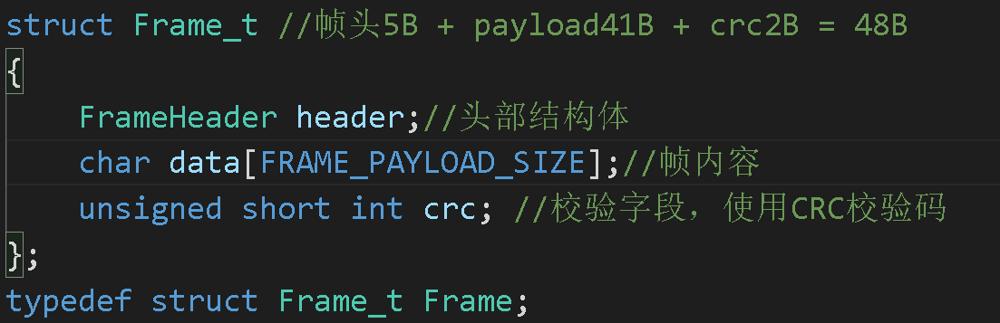 struct Frame_t //帧头5B + payload41B + crc2B = 48B
{
    FrameHeader header;//头部结构体
    char data[FRAME_PAYLOAD_SIZE];//帧内容
    unsigned short int crc; //校验字段，使用CRC校验码
};
typedef struct Frame_t Frame;